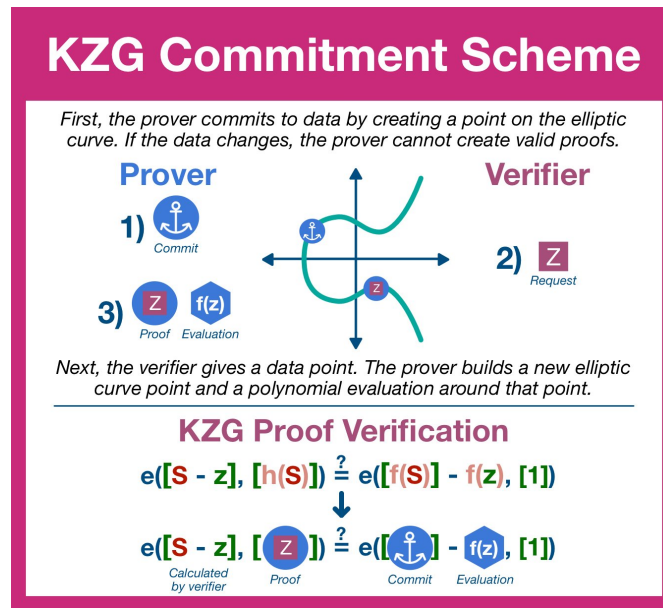 KZG Commitment Scheme
First, the prover commits to data by creating a point on the elliptic
curve. If the data changes, the prover cannot create valid proofs.
Prover
Verifier
1)
Commit
2) Z
Request
3) Z f(z)
Proof Evaluation
Z
Next, the verifier gives a data point. The prover builds a new elliptic
curve point and a polynomial evaluation around that point.
KZG Proof Verification
e([S - z], [h(S)]) ≟ e([f(S)] - f(z), [1])
e([S - z], [Z]) ≟ e([] - f(z), [1])
Calculated
by verifier
Proof
Commit
Evaluation